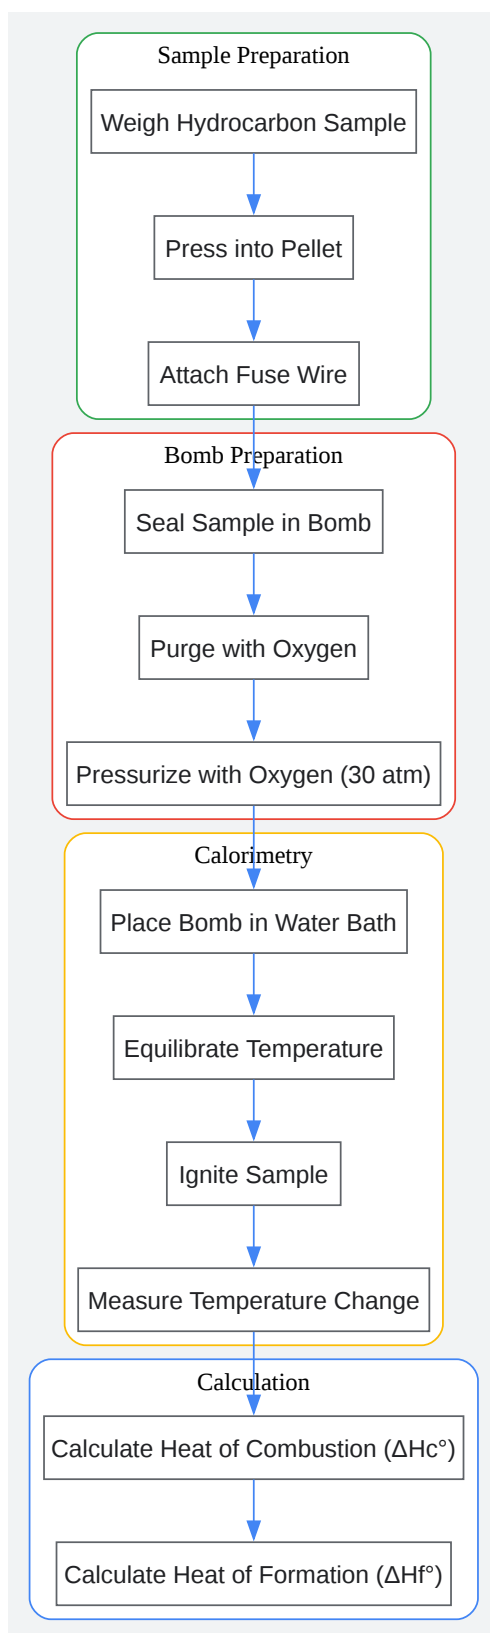 Sample Preparation
Weigh Hydrocarbon Sample
Press into Pellet
Attach Fuse Wire
Bomb Preparation
Seal Sample in Bomb
Purge with Oxygen
Pressurize with Oxygen (30 atm)
Calorimetry
Place Bomb in Water Bath
Equilibrate Temperature
Ignite Sample
Measure Temperature Change
Calculation
Calculate Heat of Combustion (ΔHc°)
Calculate Heat of Formation (ΔHf°)